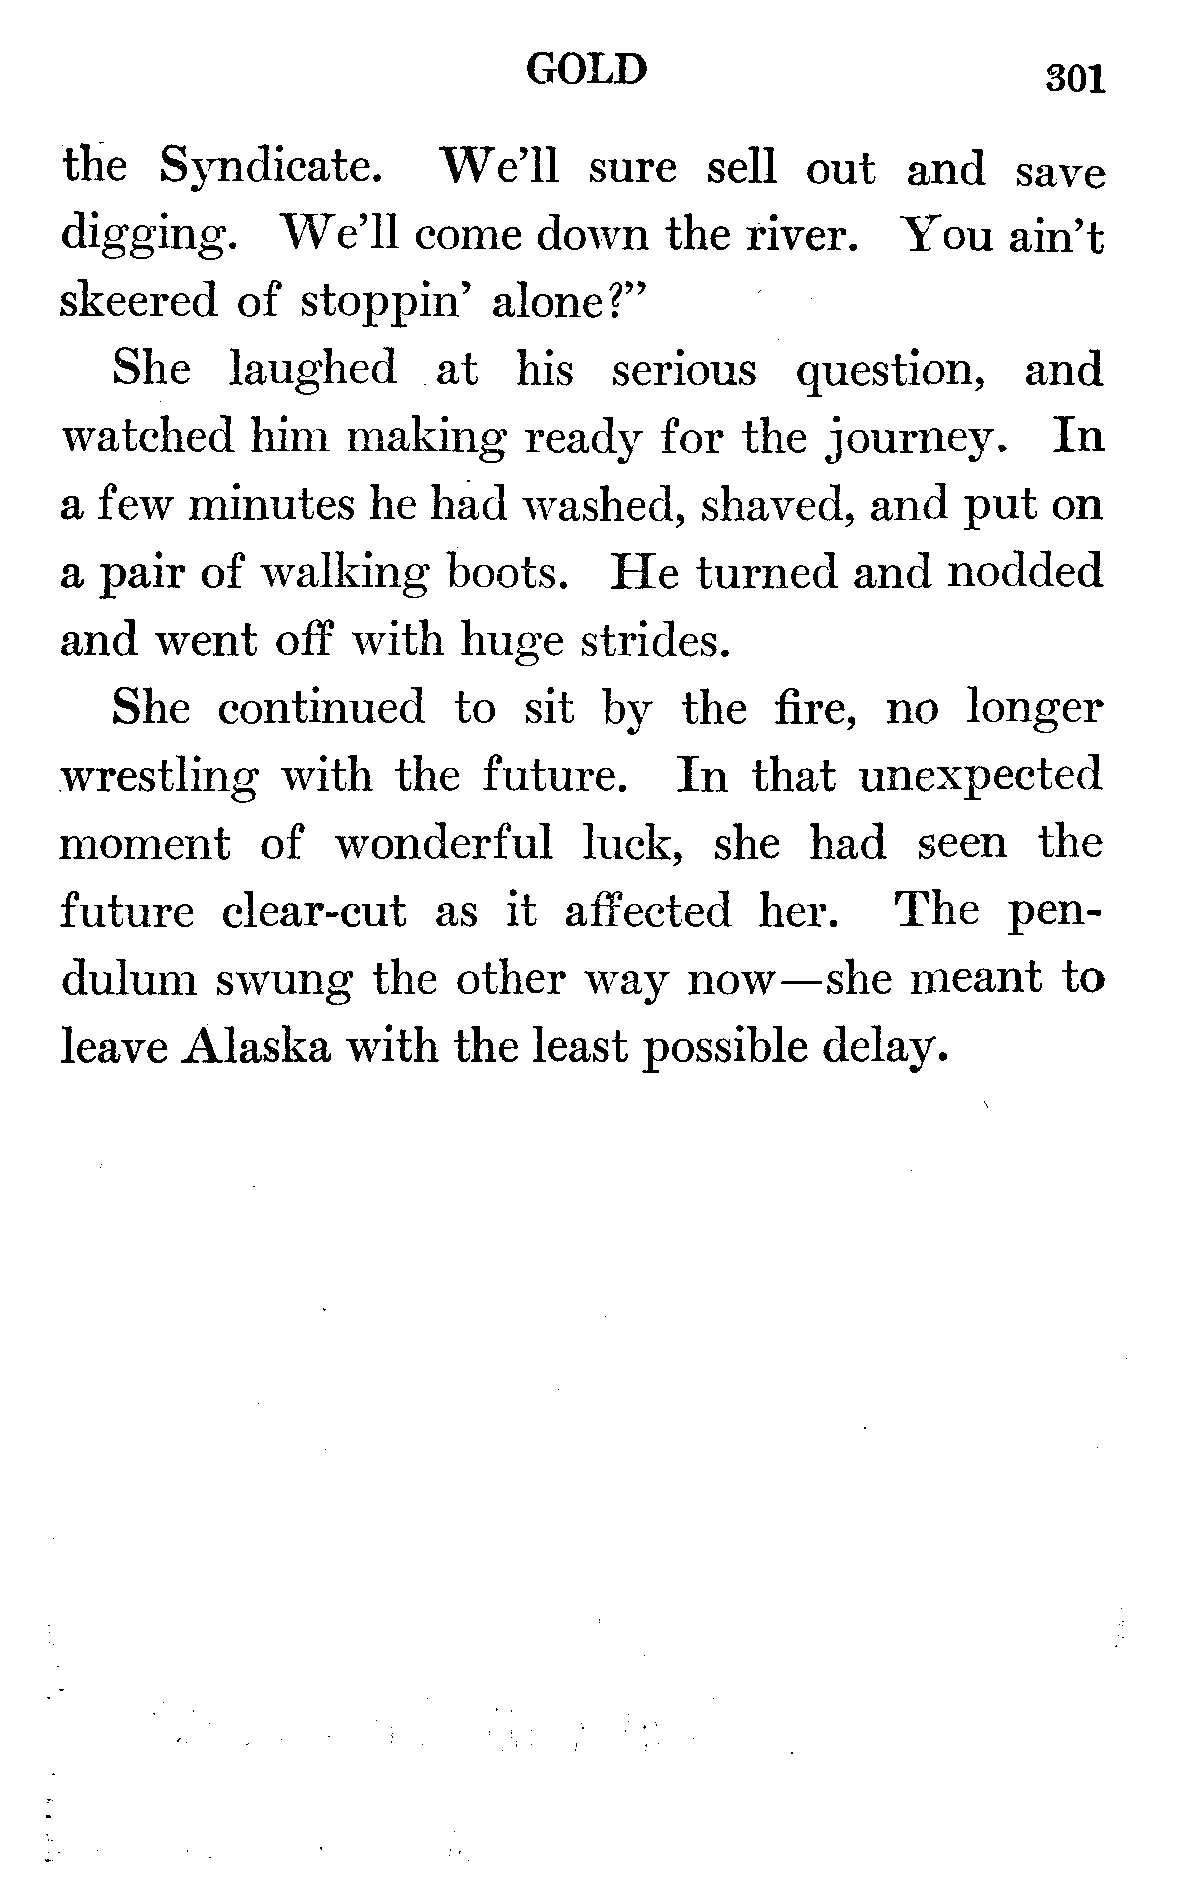 GOLD 301
the Syndicate. We'll sure sell out and save
digging. We'll come down the river. You ain't
skeered of stoppin' alone?"
She laughed at his serious question, and
watched him making ready for the journey. In
a few minutes he had washed, shaved, and put on
a pair of walking boots. He turned and nodded
and went off with huge strides.
She continued to sit by the fire, no longer
wrestling with the future. In that unexpected
moment of wonderful luck, she had seen the
future clear-cut as it affected her. The pen-
dulum swung the other way now—she meant to
leave Alaska with the least possible delay.